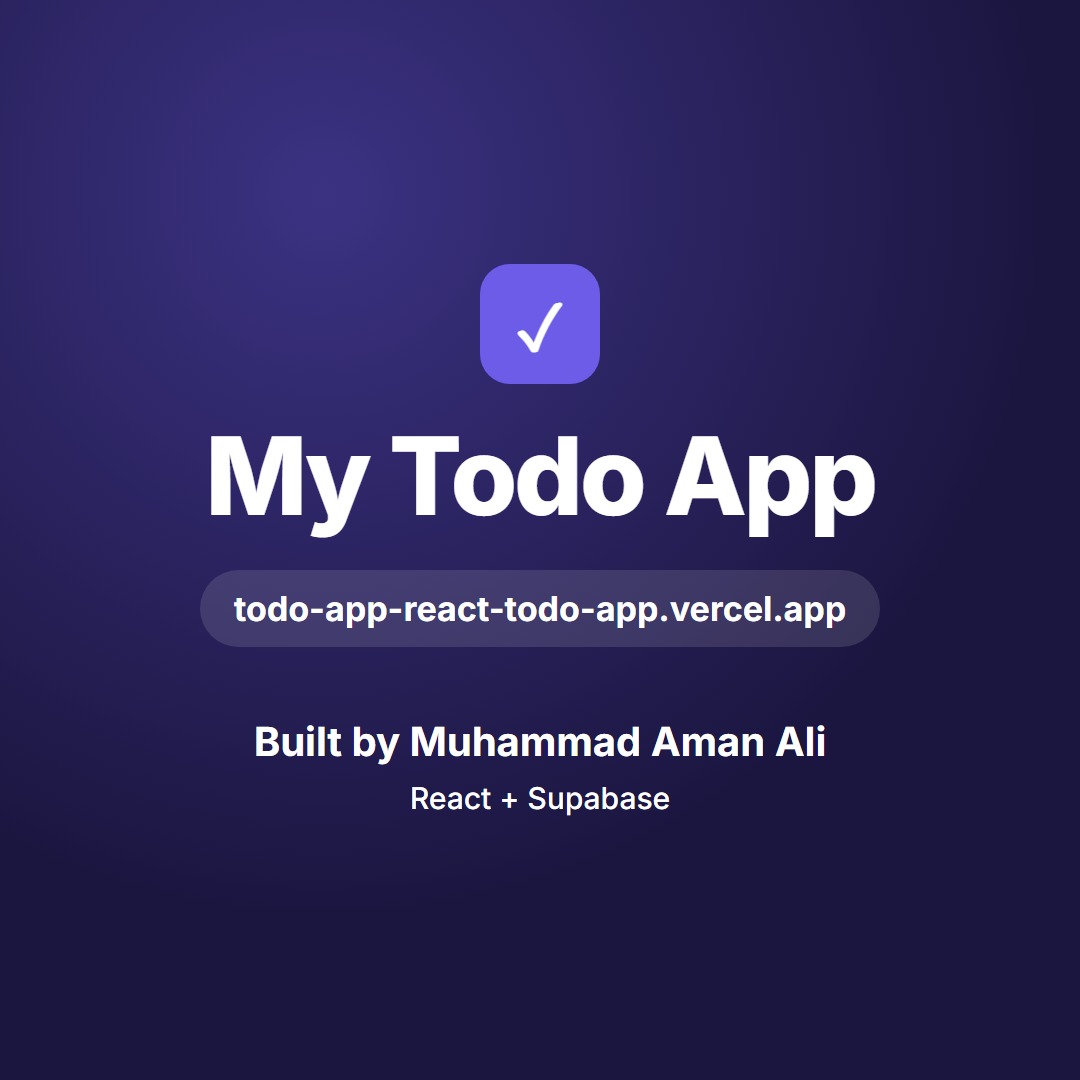 My Todo App
todo-app-react-todo-app.vercel.app
Built by Muhammad Aman Ali
React + Supabase